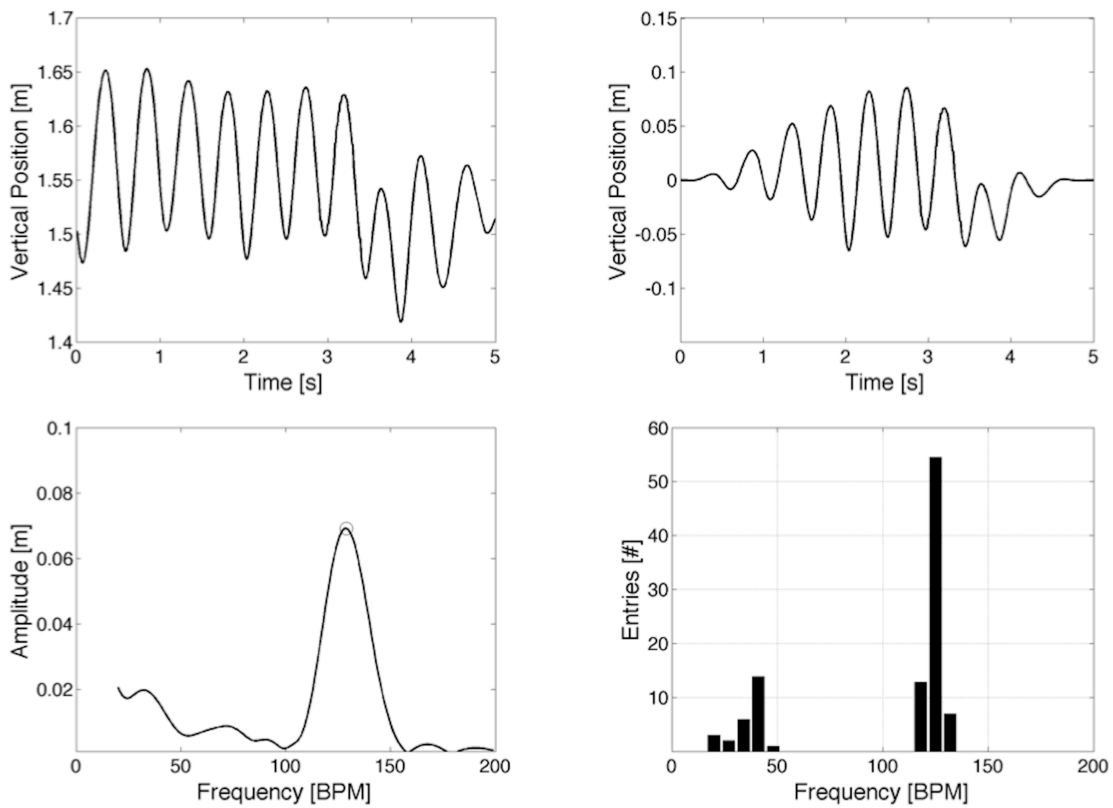 1.7
1.65
1.6
1.55
1.5
1.45
1.4
Vertical Position [m]
0 1 2 3 4 5
Time [s]
0.15
0.1
0.05
0
-0.05
-0.1
Vertical Position [m]
0 1 2 3 4 5
Time [s]
0.1
0.08
0.06
0.04
0.02
Amplitude [m]
0 50 100 150 200
Frequency [BPM]
60
50
40
30
20
10
Entries [#]
0 50 100 150 200
Frequency [BPM]